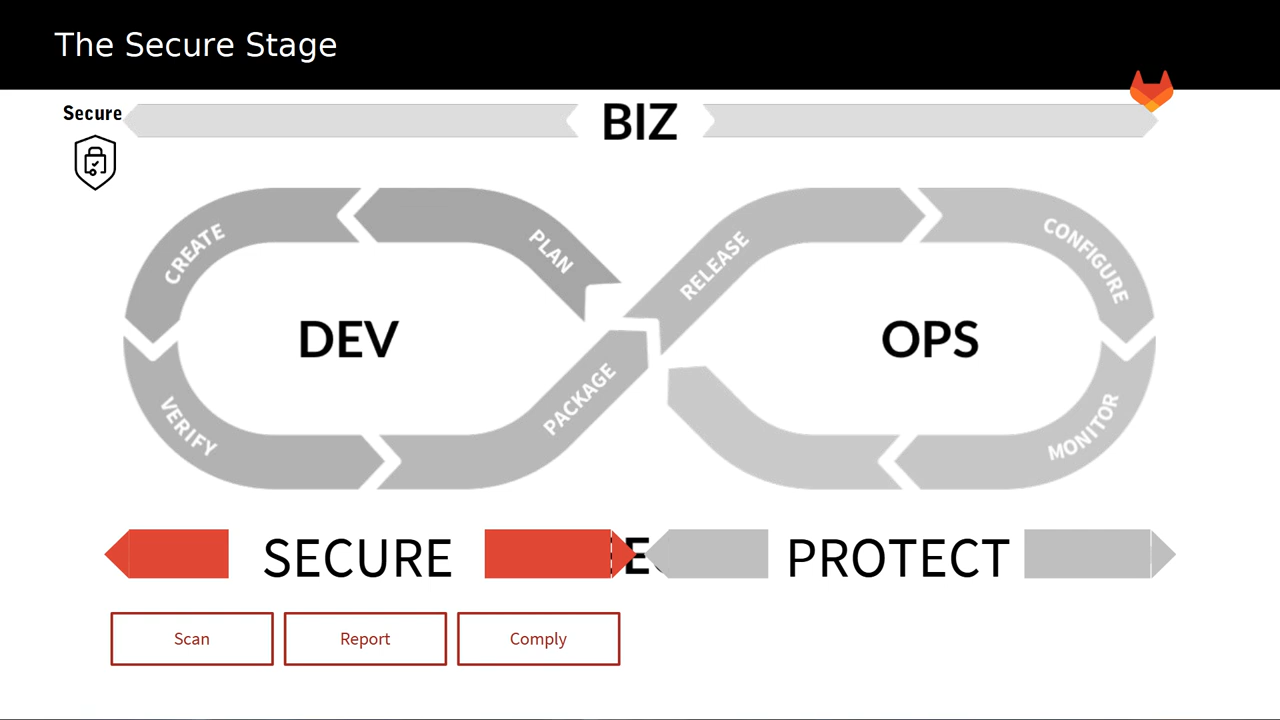 The Secure Stage
Secure
BIZ
CREATE
PLAN
RELEASE
CONFIGURE
DEV
OPS
VERIFY
PACKAGE
MONITOR
SECURE
PROTECT
Scan
Report
Comply